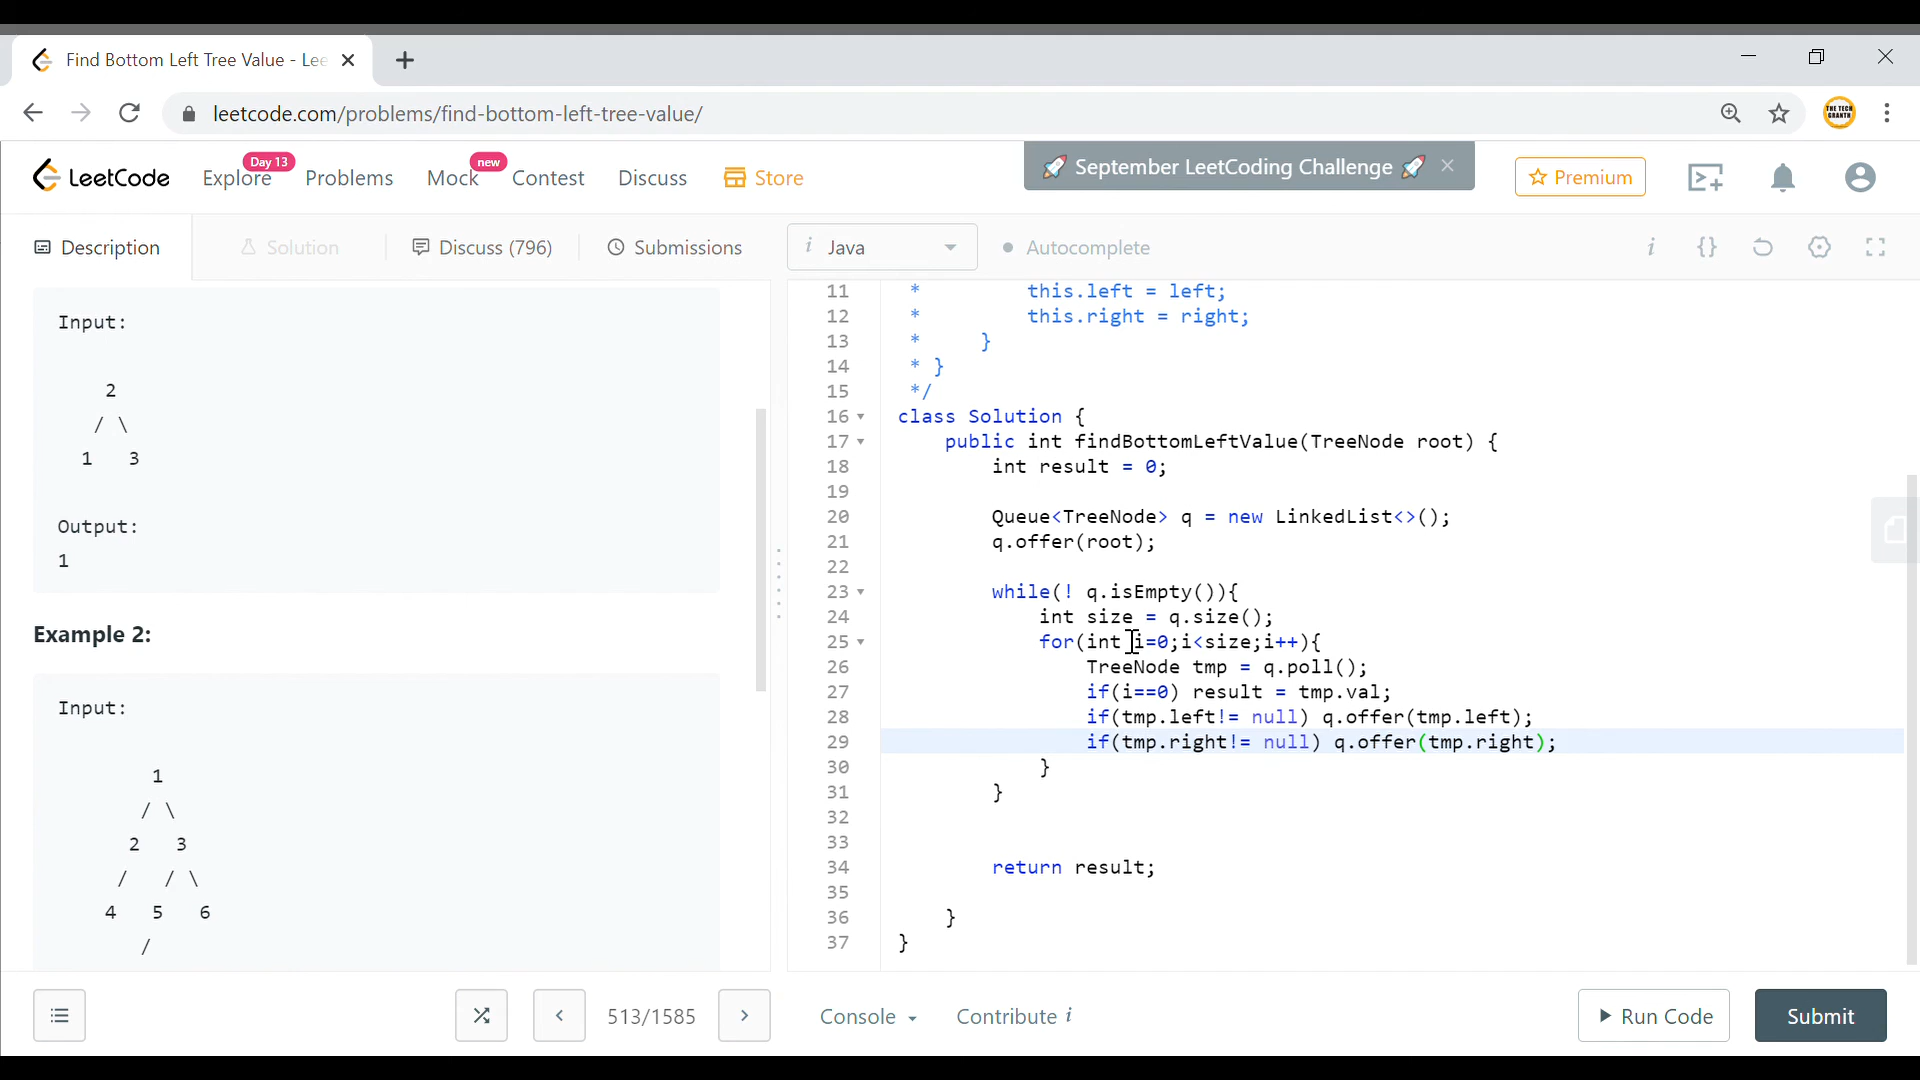 Find Bottom Left Tree Value - Lee
leetcode.com/problems/find-bottom-left-tree-value/
THE TECH
GRANTH
LeetCode
Explore
Day 13
Problems
Mock
new
Contest
Discuss
Store
🚀 September LeetCoding Challenge 🚀
Premium
Description
Solution
Discuss (796)
Submissions
i Java
Autocomplete
i {}
Input:
2
/ \
1 3
Output:
1
Example 2:
Input:
1
/ \
2 3
/ / \
4 5 6
/
11 * this.left = left;
12 * this.right = right;
13 * }
14 * }
15 */
16 class Solution {
17 public int findBottomLeftValue(TreeNode root) {
18 int result = 0;
19
20 Queue<TreeNode> q = new LinkedList<>();
21 q.offer(root);
22
23 while(! q.isEmpty()){
24 int size = q.size();
25 for(int i=0;i<size;i++){
26 TreeNode tmp = q.poll();
27 if(i==0) result = tmp.val;
28 if(tmp.left!= null) q.offer(tmp.left);
29 if(tmp.right!= null) q.offer(tmp.right);
30 }
31 }
32
33
34 return result;
35
36 }
37 }
513/1585
Console
Contribute i
Run Code
Submit